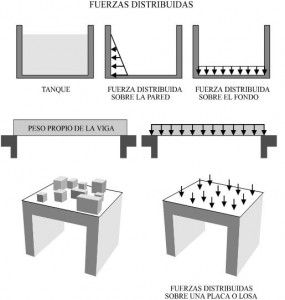 FUERZAS DISTRIBUIDAS
TANQUE
FUERZA DISTRIBUIDA
SOBRE LA PARED
FUERZA DISTRIBUIDA
SOBRE EL FONDO
PESO PROPIO DE LA VIGA
FUERZAS DISTRIBUIDAS
SOBRE UNA PLACA O LOSA